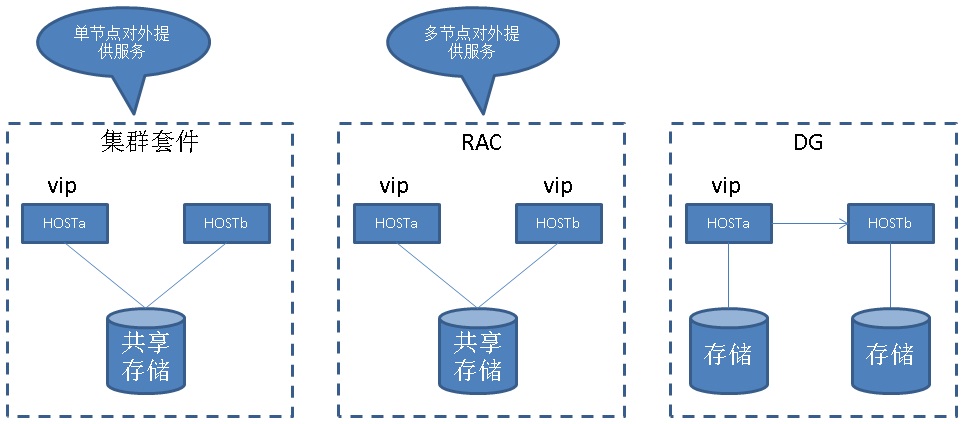 单节点对外提
供服务
多节点对外提
供服务
集群套件
vip
HOSTa
HOSTb
共享
存储
RAC
vip
vip
HOSTa
HOSTb
共享
存储
DG
vip
HOSTa
HOSTb
存储
存储